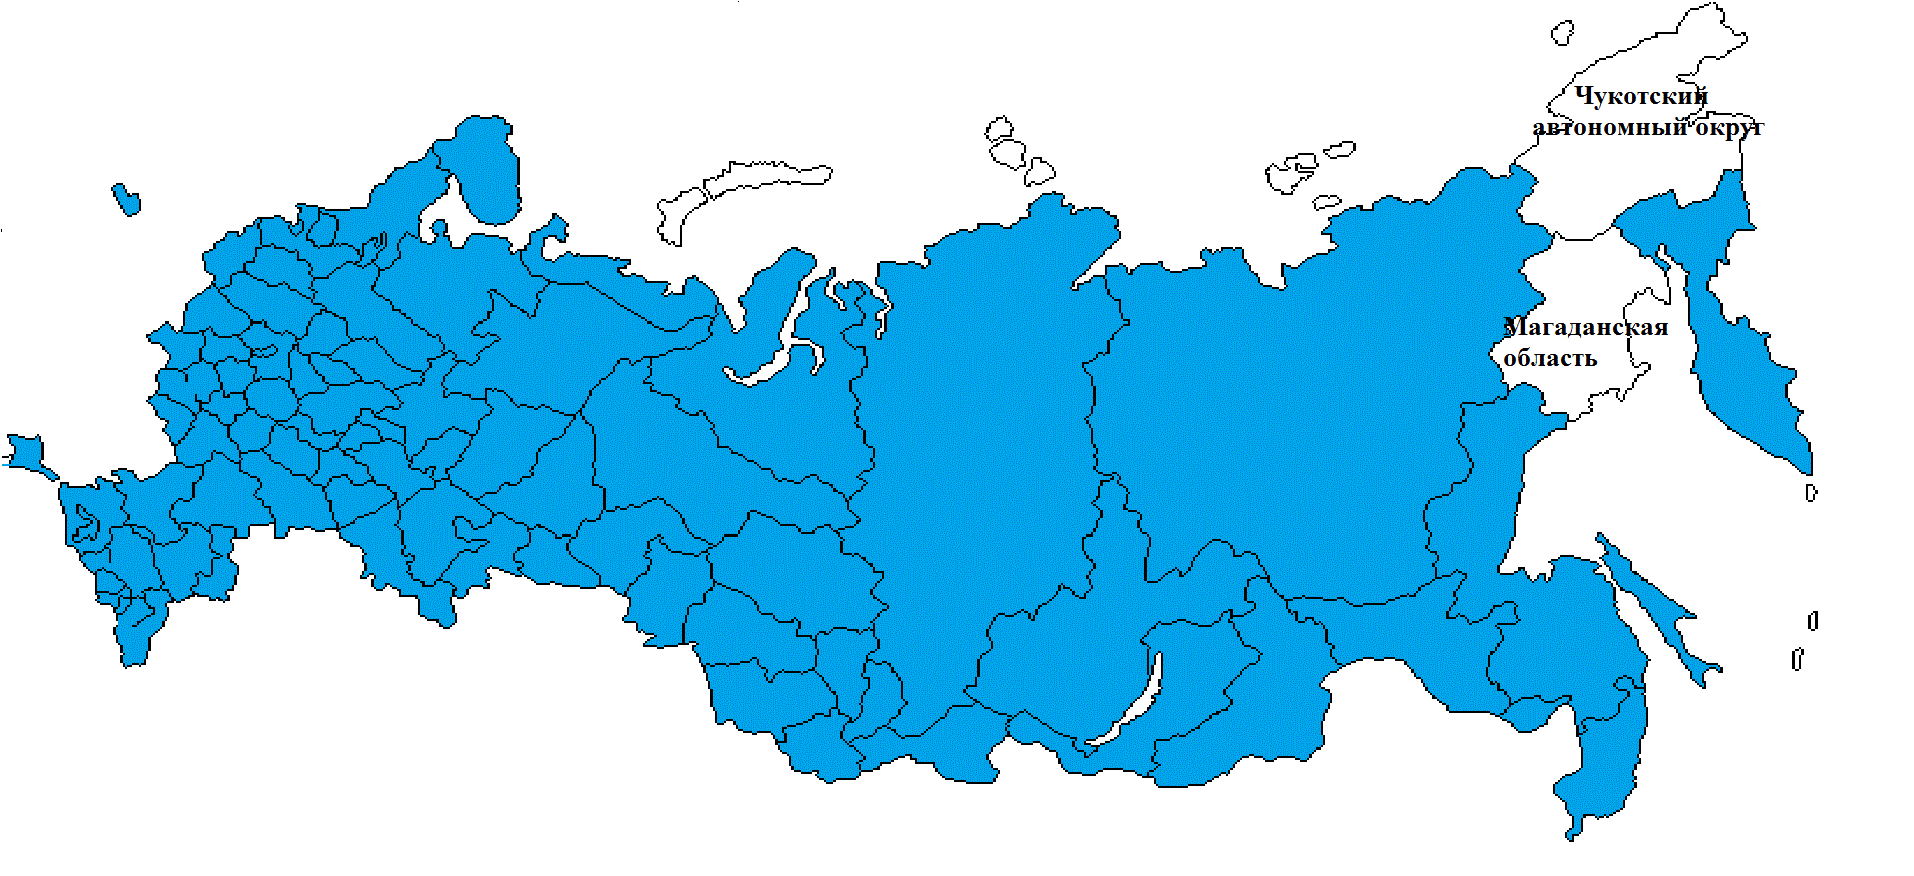 Чукотский
автономный округ
Магаданская
область